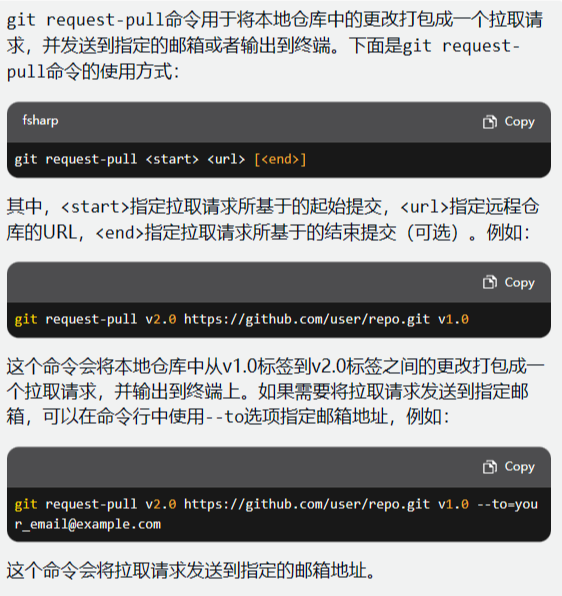 git request-pull命令用于将本地仓库中的更改打包成一个拉取请
求，并发送到指定的邮箱或者输出到终端。下面是git request-
pull命令的使用方式：
fsharp
Copy
git request-pull <start> <url> [<end>]
其中，<start>指定拉取请求所基于的起始提交，<url>指定远程仓
库的URL，<end>指定拉取请求所基于的结束提交（可选）。例如：
Copy
git request-pull v2.0 https://github.com/user/repo.git v1.0
这个命令会将本地仓库中从v1.0标签到v2.0标签之间的更改打包成一
个拉取请求，并输出到终端上。如果需要将拉取请求发送到指定邮
箱，可以在命令行中使用--to选项指定邮箱地址，例如：
Copy
git request-pull v2.0 https://github.com/user/repo.git v1.0 --to=you
r_email@example.com
这个命令会将拉取请求发送到指定的邮箱地址。